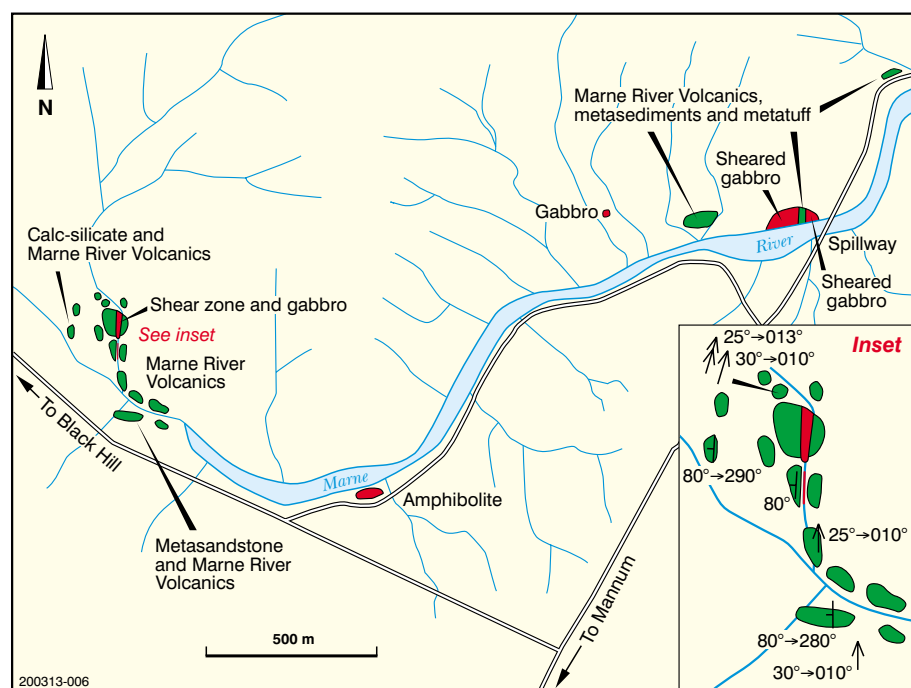 N
Marne River Volcanics,
metasediments and metatuff
Sheared
gabbro
Gabbro
River
Spillway
Sheared
gabbro
Calc-silicate and
Marne River Volcanics
Shear zone and gabbro
See inset
Marne River
Volcanics
To Black Hill
Marne
Amphibolite
Metasandstone
and Marne River
Volcanics
To Mannum
500 m
200313-006
Inset
25°→013°
30°→010°
80°→290°
80°
25°→010°
80°→280°
30°→010°